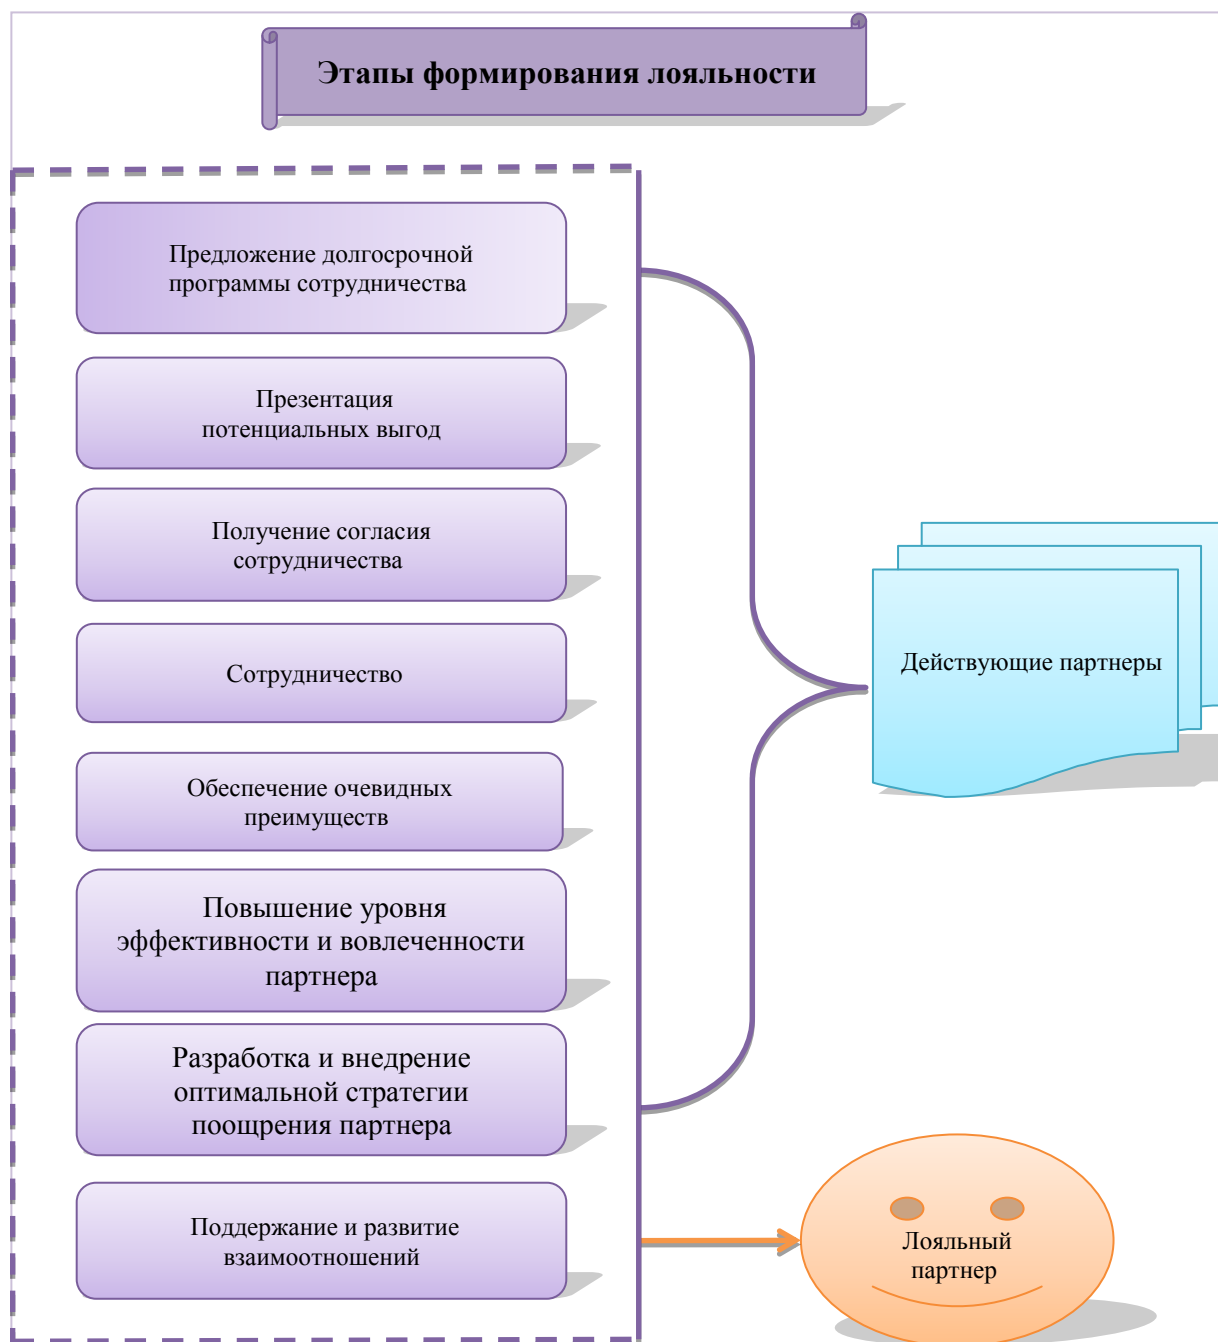 Этапы формирования лояльности
Предложение долгосрочной
программы сотрудничества
Презентация
потенциальных выгод
Получение согласия
сотрудничества
Сотрудничество
Обеспечение очевидных
преимуществ
Повышение уровня
эффективности и вовлеченности
партнера
Разработка и внедрение
оптимальной стратегии
поощрения партнера
Поддержание и развитие
взаимоотношений
Действующие партнеры
Лояльный
партнер